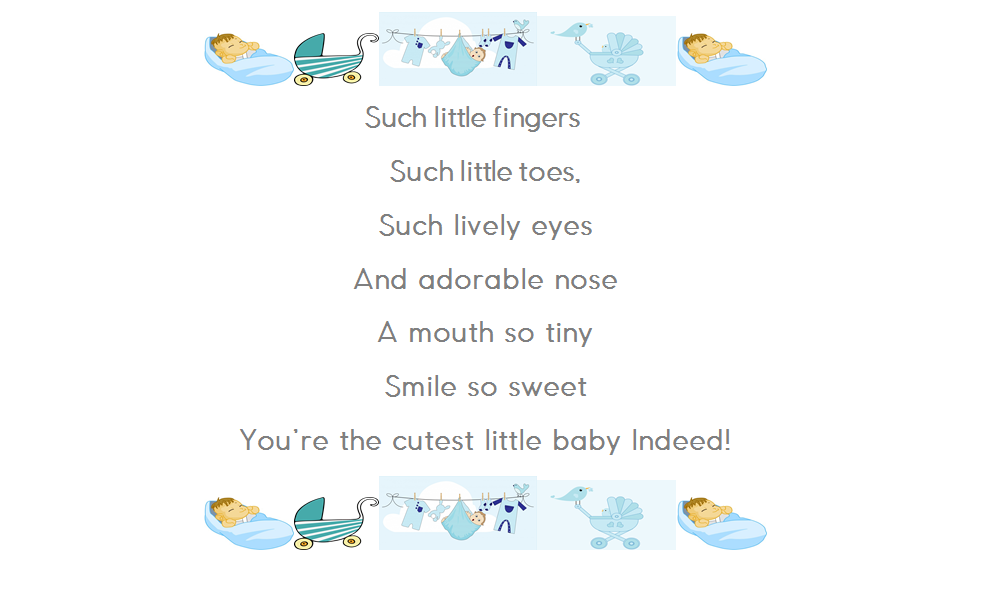 Such little fingers
Such little toes,
Such lively eyes
And adorable nose
A mouth so tiny
Smile so sweet
You’re the cutest little baby Indeed!